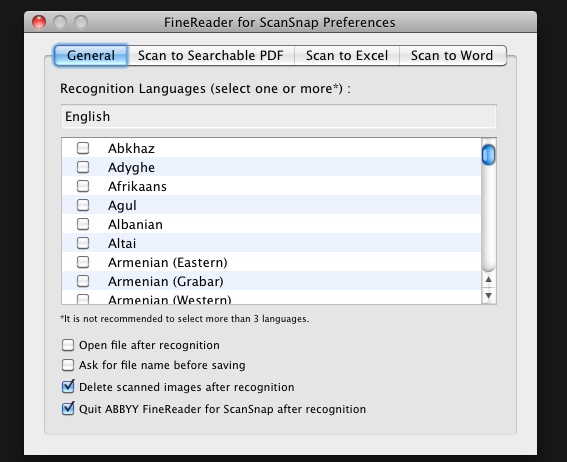 FineReader for ScanSnap Preferences
General Scan to Searchable PDF Scan to Excel Scan to Word
Recognition Languages (select one or more*) :
English
Abkhaz
Adyghe
Afrikaans
Agul
Albanian
Altai
Armenian (Eastern)
Armenian (Grabar)
Armenian (Western)
*It is not recommended to select more than 3 languages.
Open file after recognition
Ask for file name before saving
Delete scanned images after recognition
Quit ABBYY FineReader for ScanSnap after recognition